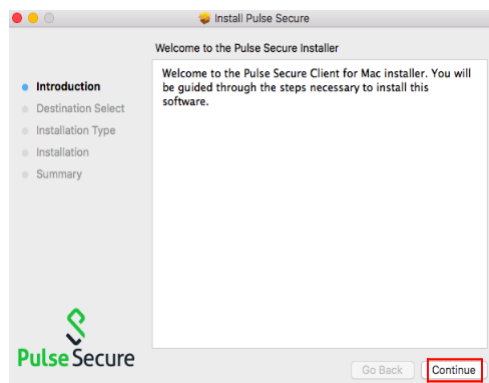 Install Pulse Secure
Welcome to the Pulse Secure Installer
Introduction
Destination Select
Installation Type
Installation
Summary
Welcome to the Pulse Secure Client for Mac installer. You will
be guided through the steps necessary to install this
software.
Pulse Secure
Go Back
Continue